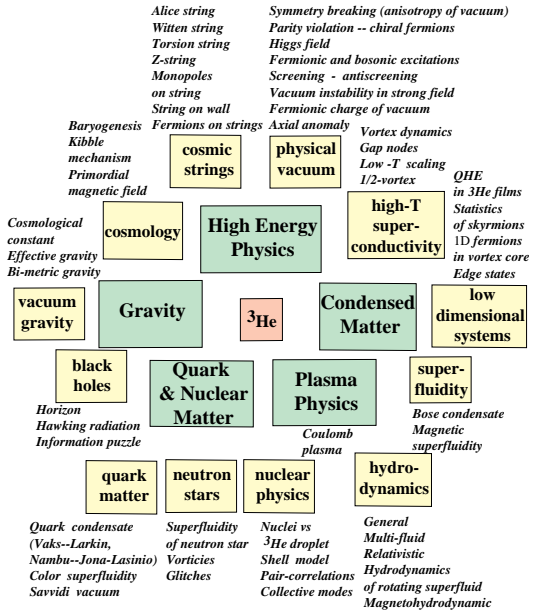 Alice string
Witten string
Torsion string
Z-string
Monopoles
on string
String on wall
Fermions on strings
Symmetry breaking (anisotropy of vacuum)
Parity violation -- chiral fermions
Higgs field
Fermionic and bosonic excitations
Screening - antiscreening
Vacuum instability in strong field
Fermionic charge of vacuum
Axial anomaly
Baryogenesis
Kibble
mechanism
Primordial
magnetic field
cosmic
strings
physical
vacuum
Vortex dynamics
Gap nodes
Low -T scaling
1/2-vortex
QHE
in 3He films
Statistics
of skyrmions
1D fermions
in vortex core
Edge states
Cosmological
constant
Effective gravity
Bi-metric gravity
cosmology
High Energy
Physics
high-T
super-
conductivity
vacuum
gravity
Gravity
3He
Condensed
Matter
low
dimensional
systems
black
holes
Quark
& Nuclear
Matter
Plasma
Physics
super-
fluidity
Horizon
Hawking radiation
Information puzzle
Coulomb
plasma
Bose condensate
Magnetic
superfluidity
quark
matter
neutron
stars
nuclear
physics
hydro-
dynamics
Quark condensate
(Vaks--Larkin,
Nambu--Jona-Lasinio)
Color superfluidity
Savvidi vacuum
Superfluidity
of neutron star
Vorticies
Glitches
Nuclei vs
3He droplet
Shell model
Pair-correlations
Collective modes
General
Multi-fluid
Relativistic
Hydrodynamics
of rotating superfluid
Magnetohydrodynamic